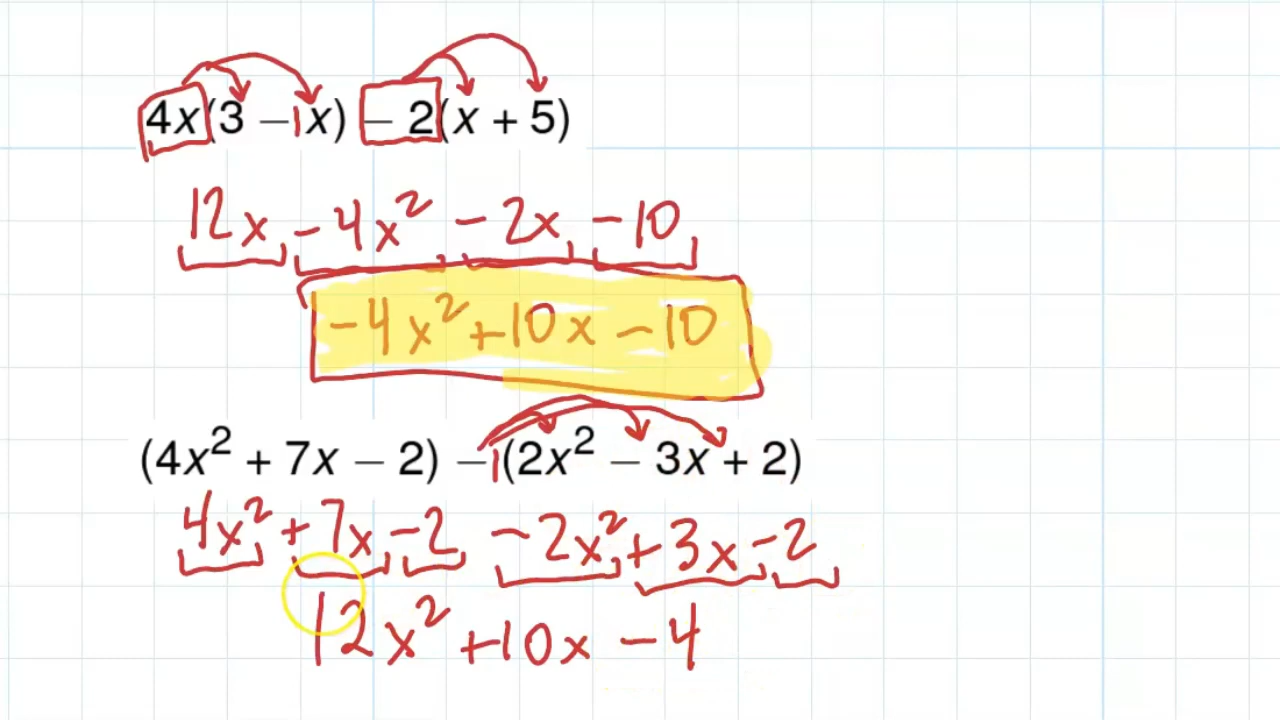 4x(3 − 1x) − 2(x + 5)
12x − 4x² − 2x − 10
−4x² + 10x − 10
(4x² + 7x − 2) − 1(2x² − 3x + 2)
4x² + 7x − 2 − 2x² + 3x − 2
12x² + 10x − 4